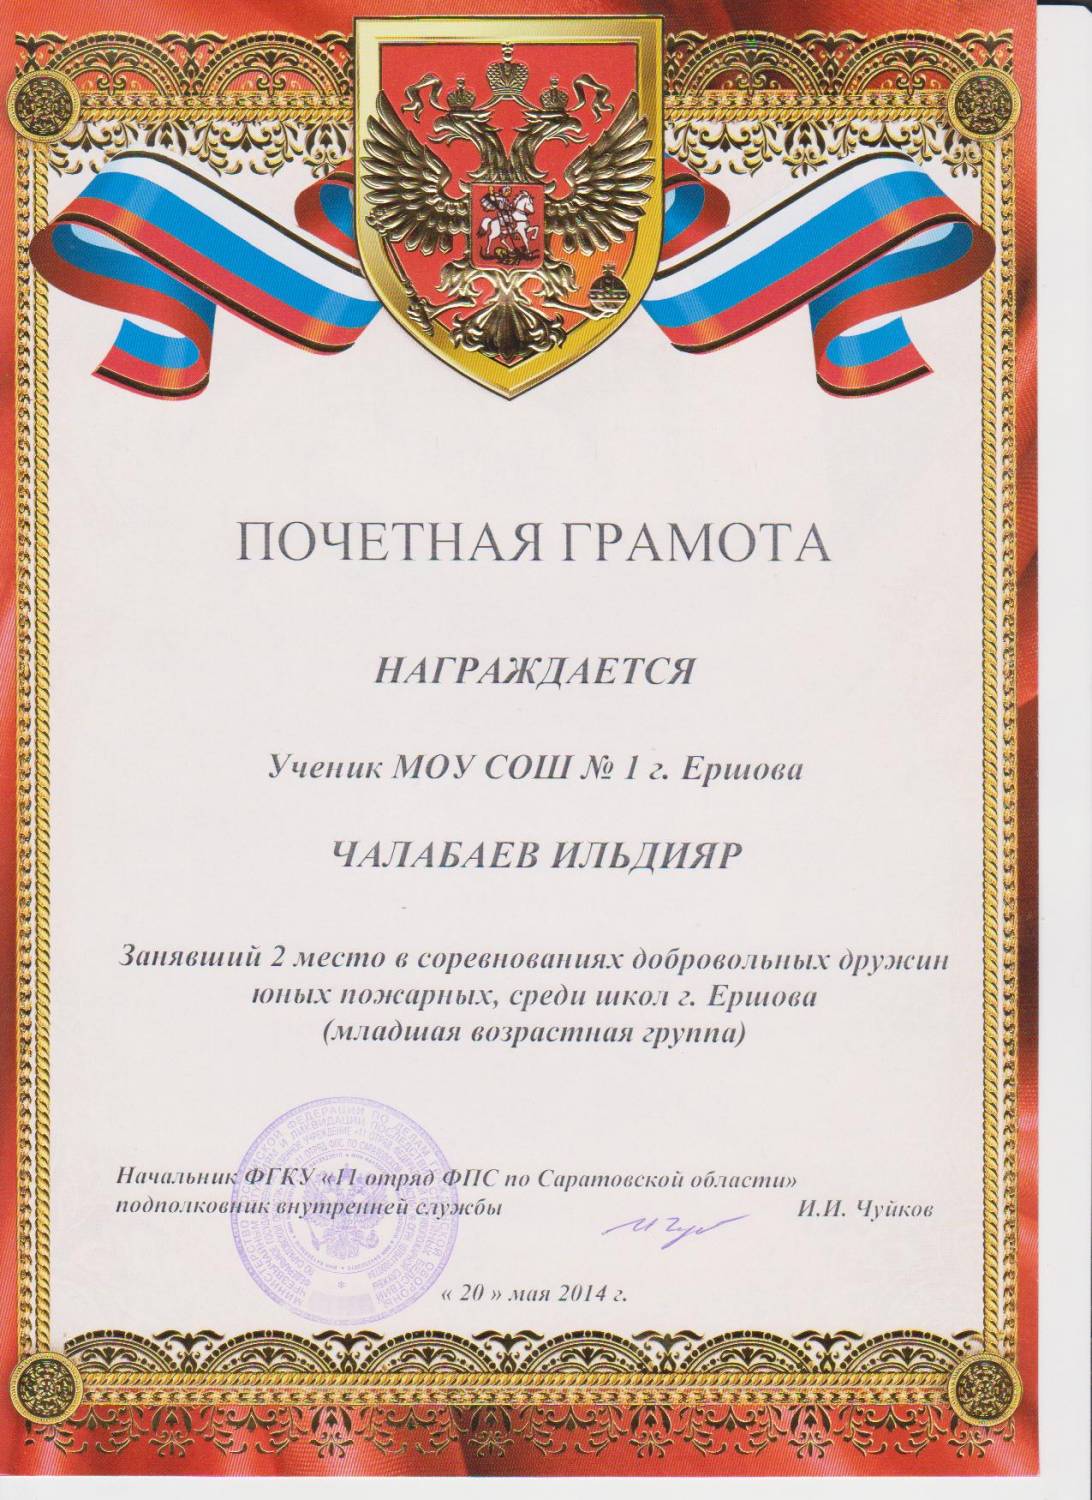 ПОЧЕТНАЯ ГРАМОТА
НАГРАЖДАЕТСЯ
Ученик МОУ СОШ № 1 г. Ершова
ЧАЛАБАЕВ ИЛЬДИЯР
Занявший 2 место в соревнованиях добровольных дружин
юных пожарных, среди школ г. Ершова
(младшая возрастная группа)
Начальник ФГКУ «11 отряд ФПС по Саратовской области»
подполковник внутренней службы И.И. Чуйков
« 20 » мая 2014 г.